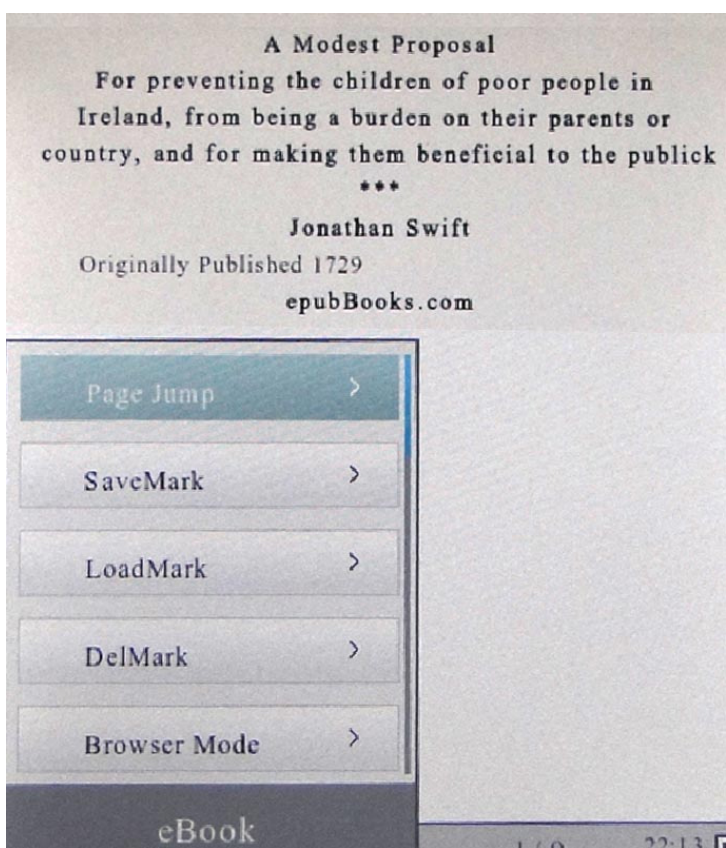 A Modest Proposal
For preventing the children of poor people in
Ireland, from being a burden on their parents or
country, and for making them beneficial to the publick
***
Jonathan Swift
Originally Published 1729
epubBooks.com
Page Jump >
SaveMark >
LoadMark >
DelMark >
Browser Mode >
eBook
22:13